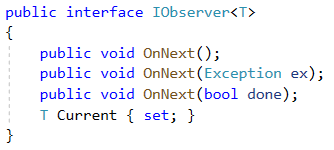 public interface IObserver<T>
{
    public void OnNext();
    public void OnNext(Exception ex);
    public void OnNext(bool done);
    T Current { set; }
}